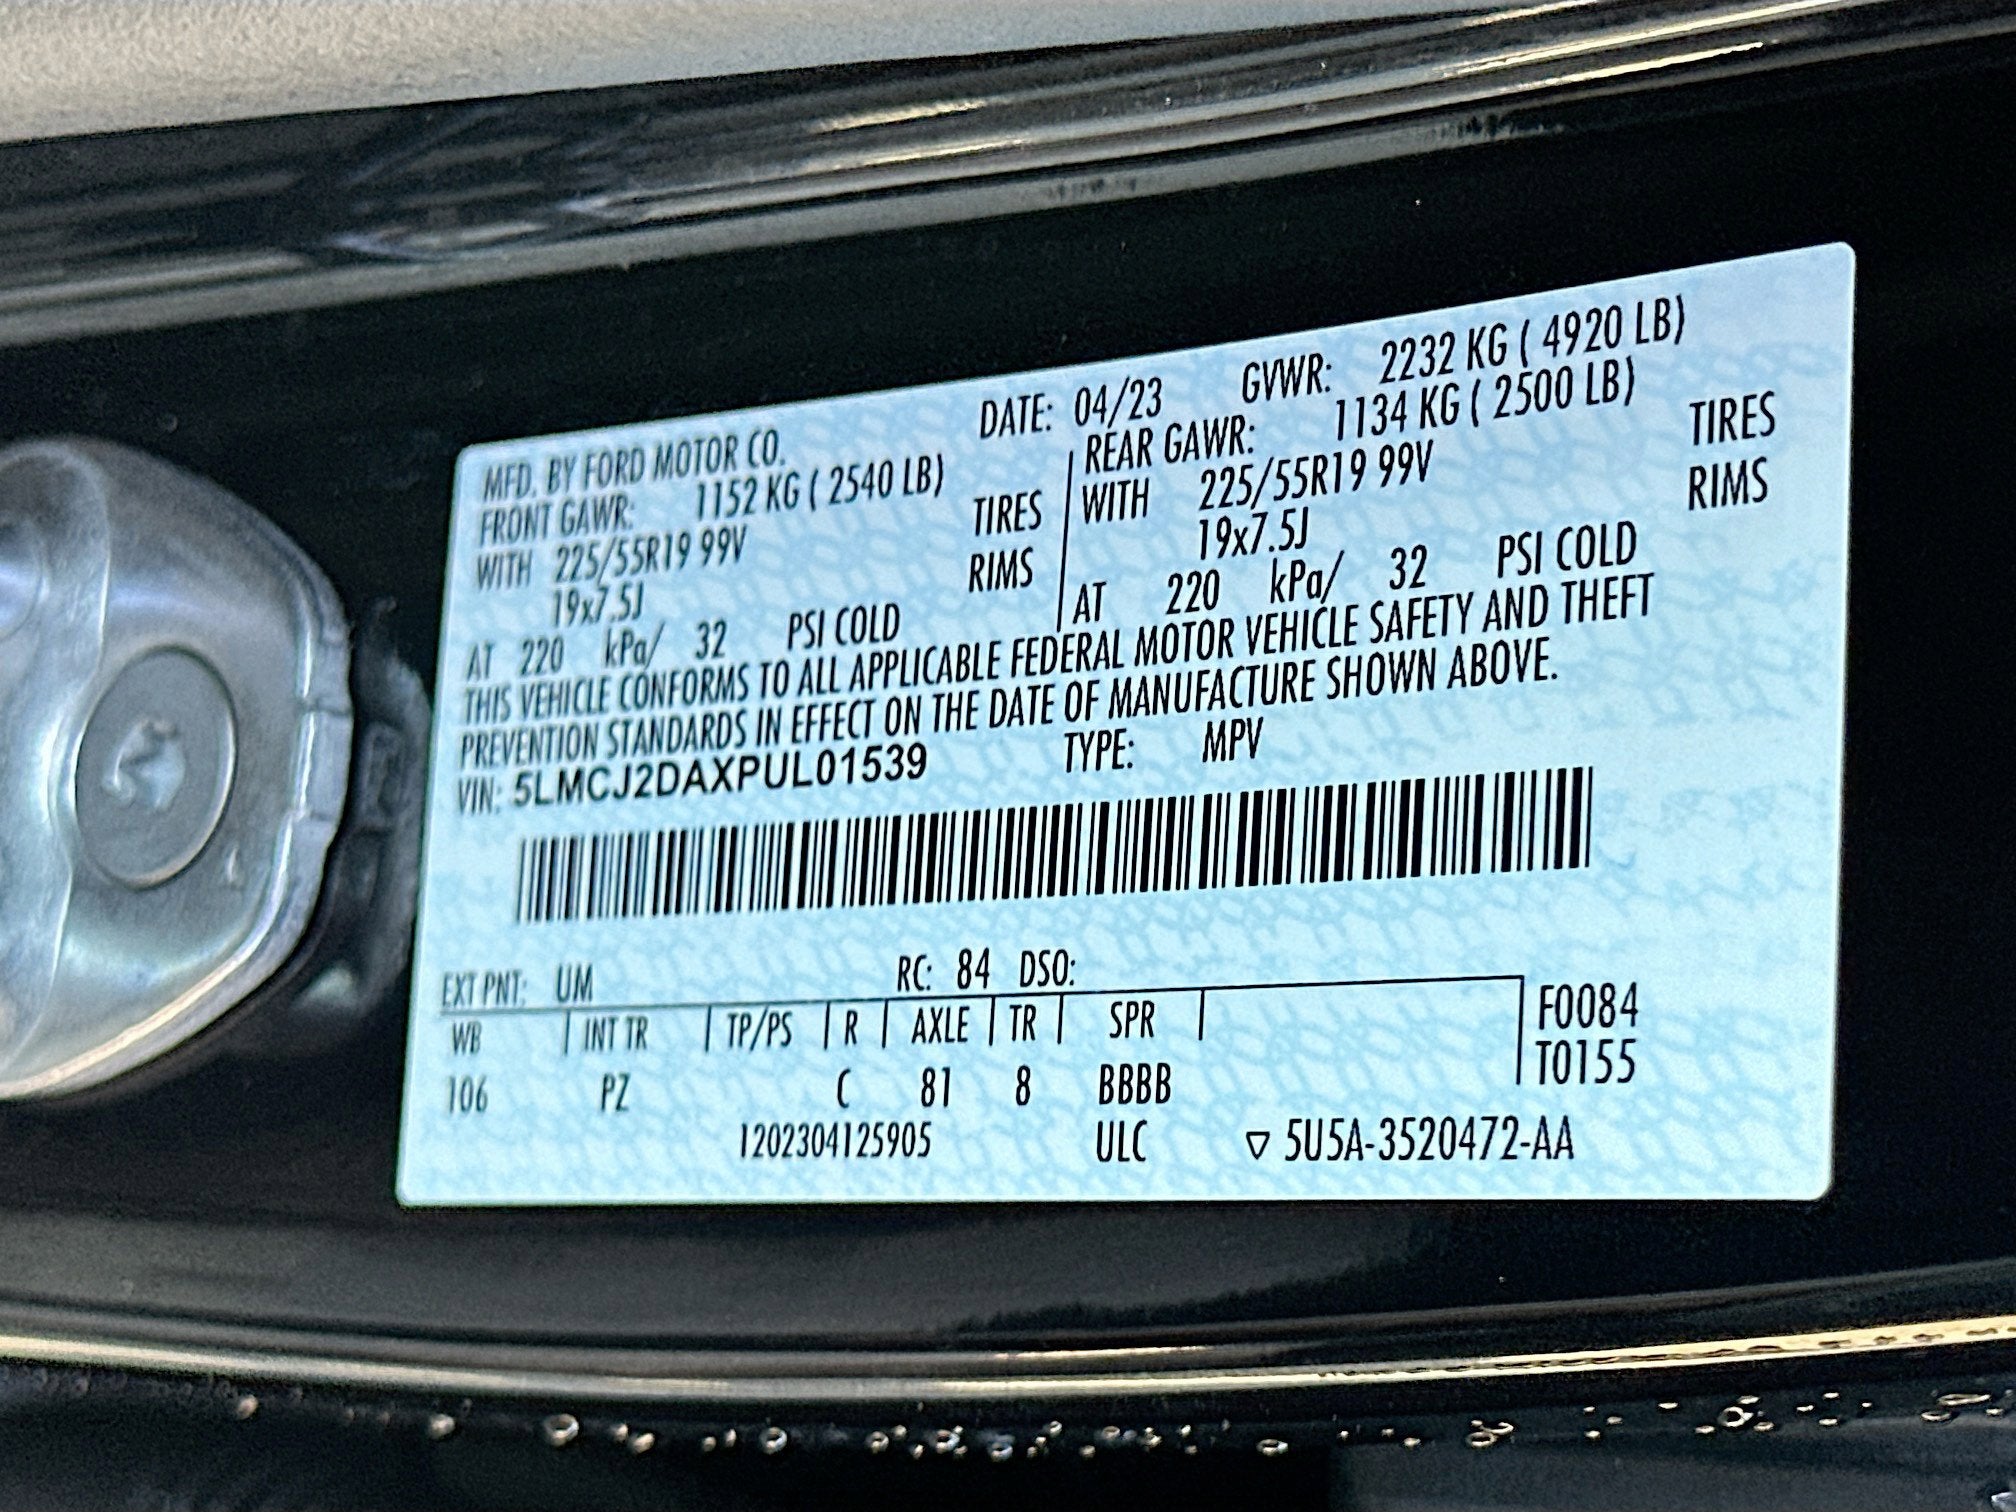 MFD. BY FORD MOTOR CO. DATE: 04/23 GVWR: 2232 KG ( 4920 LB)
FRONT GAWR: 1152 KG ( 2540 LB) REAR GAWR: 1134 KG ( 2500 LB)
WITH 225/55R19 99V TIRES WITH 225/55R19 99V TIRES
19x7.5J RIMS 19x7.5J RIMS
AT 220 kPa/ 32 PSI COLD AT 220 kPa/ 32 PSI COLD
THIS VEHICLE CONFORMS TO ALL APPLICABLE FEDERAL MOTOR VEHICLE SAFETY AND THEFT
PREVENTION STANDARDS IN EFFECT ON THE DATE OF MANUFACTURE SHOWN ABOVE.
VIN: 5LMCJ2DAXPUL01539 TYPE: MPV
EXT PNT: UM RC: 84 DSO:
WB INT TR TP/PS R AXLE TR SPR F0084
T0155
106 PZ C 81 8 BBBB
1202304125905 ULC ▽ 5U5A-3520472-AA